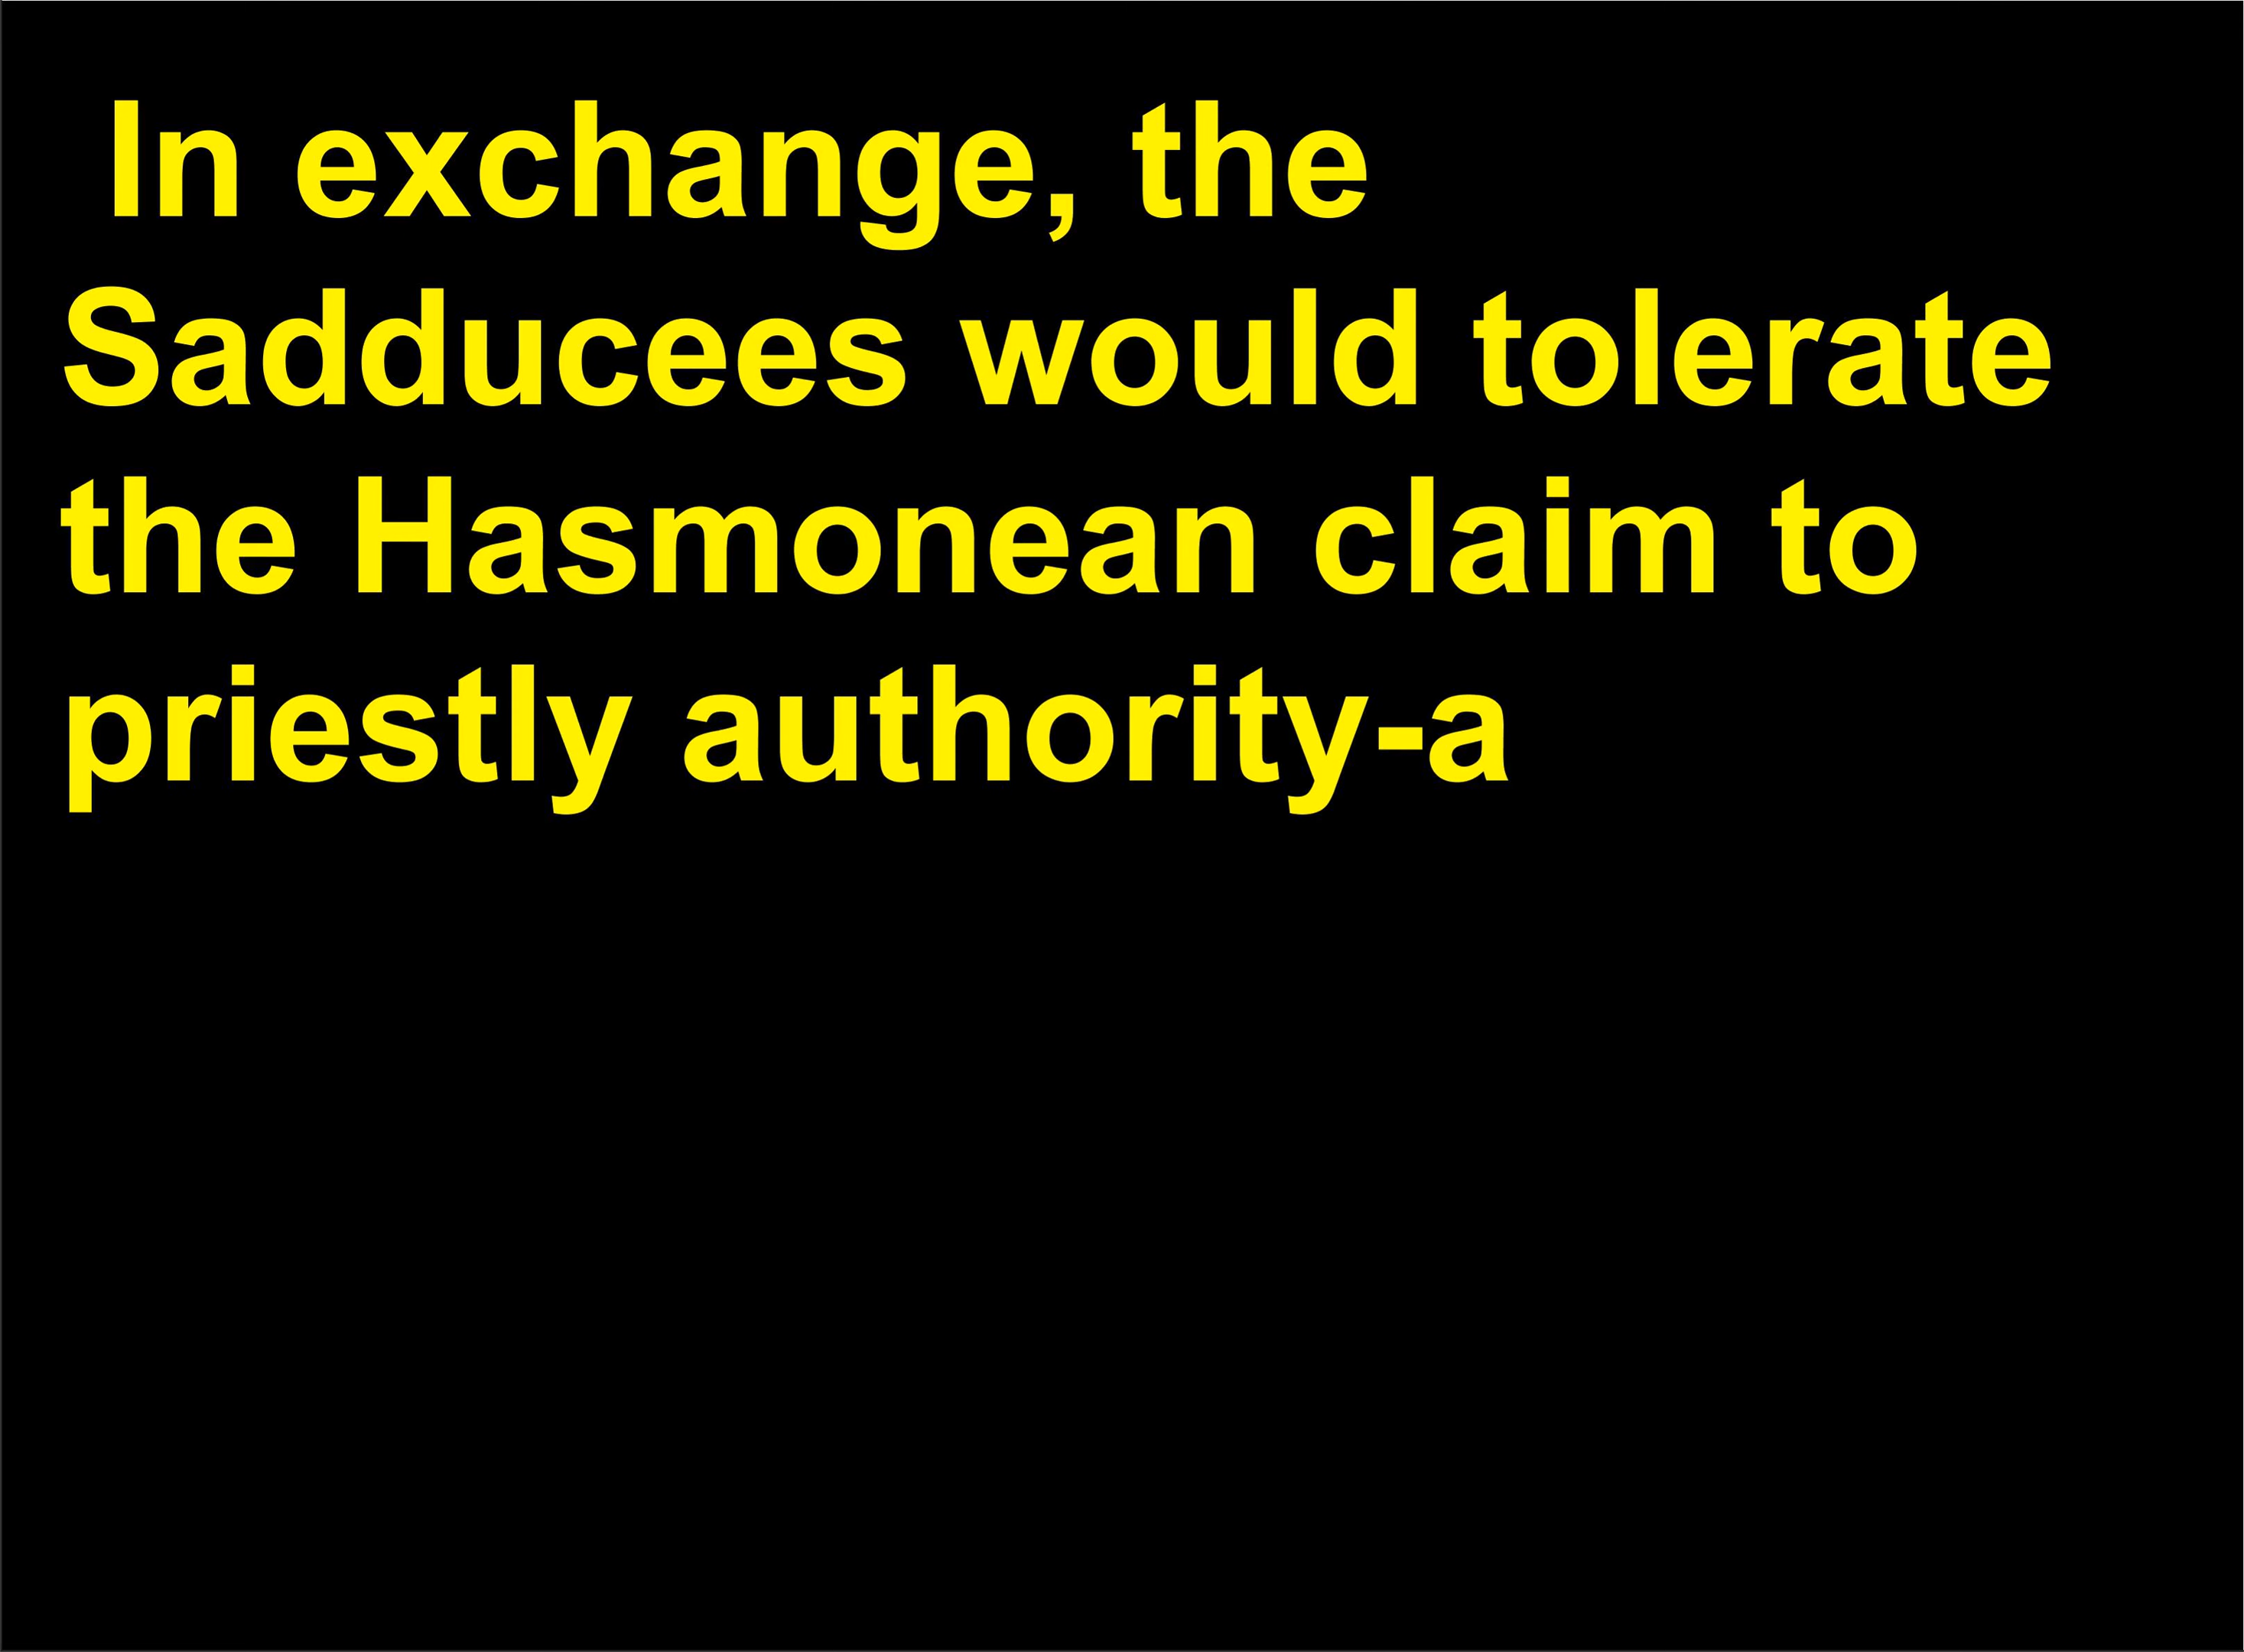 In exchange, the
Sadducees would tolerate
the Hasmonean claim to
priestly authority-a